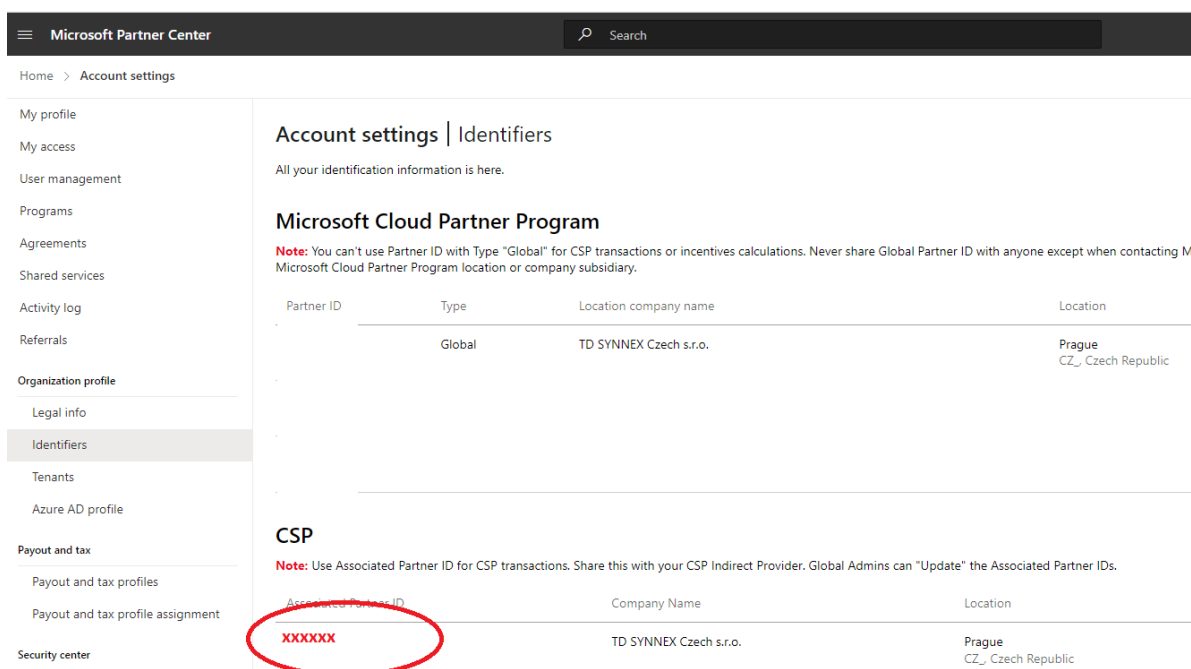 Microsoft Partner Center
Search
Home > Account settings
My profile
My access
User management
Programs
Agreements
Shared services
Activity log
Referrals
Organization profile
Legal info
Identifiers
Tenants
Azure AD profile
Payout and tax
Payout and tax profiles
Payout and tax profile assignment
Security center
Account settings | Identifiers
All your identification information is here.
Microsoft Cloud Partner Program
Note: You can't use Partner ID with Type "Global" for CSP transactions or incentives calculations. Never share Global Partner ID with anyone except when contacting M
Microsoft Cloud Partner Program location or company subsidiary.
Partner ID Type Location company name Location
Global TD SYNNEX Czech s.r.o. Prague
CZ_, Czech Republic
CSP
Note: Use Associated Partner ID for CSP transactions. Share this with your CSP Indirect Provider. Global Admins can "Update" the Associated Partner IDs.
Associated Partner ID Company Name Location
xxxxxx TD SYNNEX Czech s.r.o. Prague
CZ_, Czech Republic